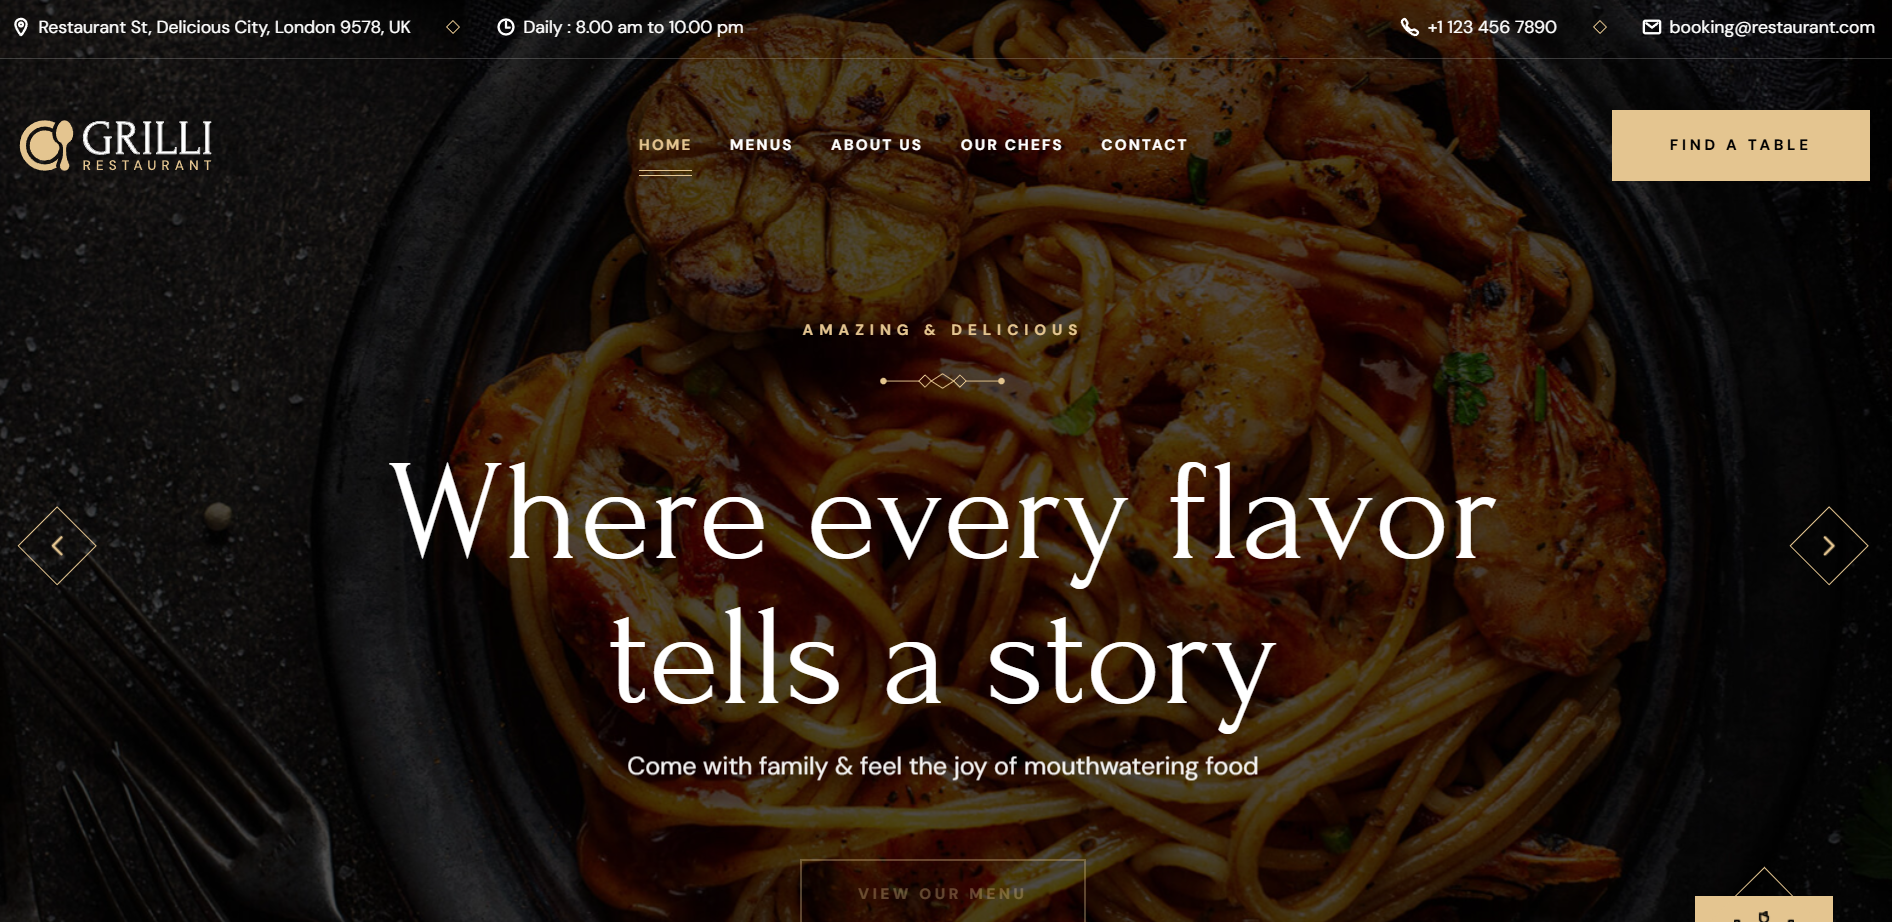 Restaurant St, Delicious City, London 9578, UK
Daily : 8.00 am to 10.00 pm
+1 123 456 7890
booking@restaurant.com
GRILLI
RESTAURANT
HOME
MENUS
ABOUT US
OUR CHEFS
CONTACT
FIND A TABLE
AMAZING & DELICIOUS
Where every flavor
tells a story
Come with family & feel the joy of mouthwatering food
VIEW OUR MENU